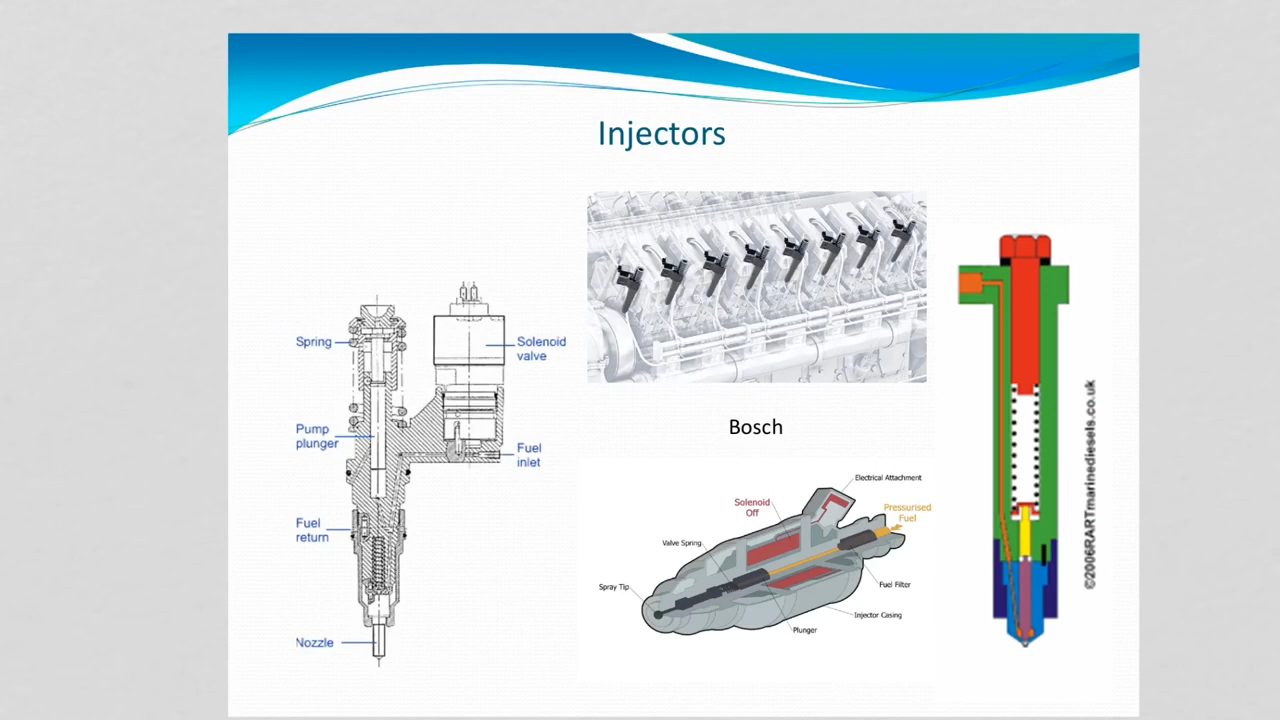 Injectors
Spring
Solenoid
valve
Pump
plunger
Fuel
inlet
Fuel
return
Nozzle
Bosch
Electrical Attachment
Solenoid
Off
Pressurised
Fuel
Valve Spring
Spray Tip
Fuel Filter
Injector Casing
Plunger
©2006RARTmarinediesels.co.uk